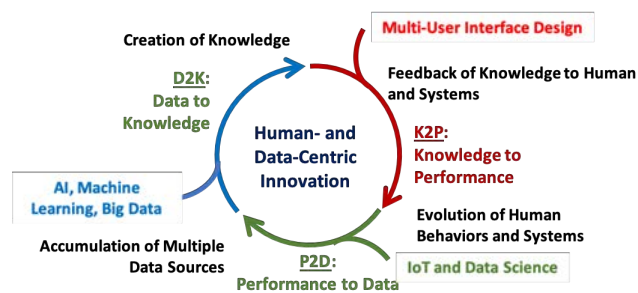 Creation of Knowledge
Multi-User Interface Design
D2K:
Data to
Knowledge
Feedback of Knowledge to Human
and Systems
Human- and
Data-Centric
Innovation
K2P:
Knowledge to
Performance
AI, Machine
Learning, Big Data
Evolution of Human
Behaviors and Systems
Accumulation of Multiple
Data Sources
P2D:
Performance to Data
IoT and Data Science